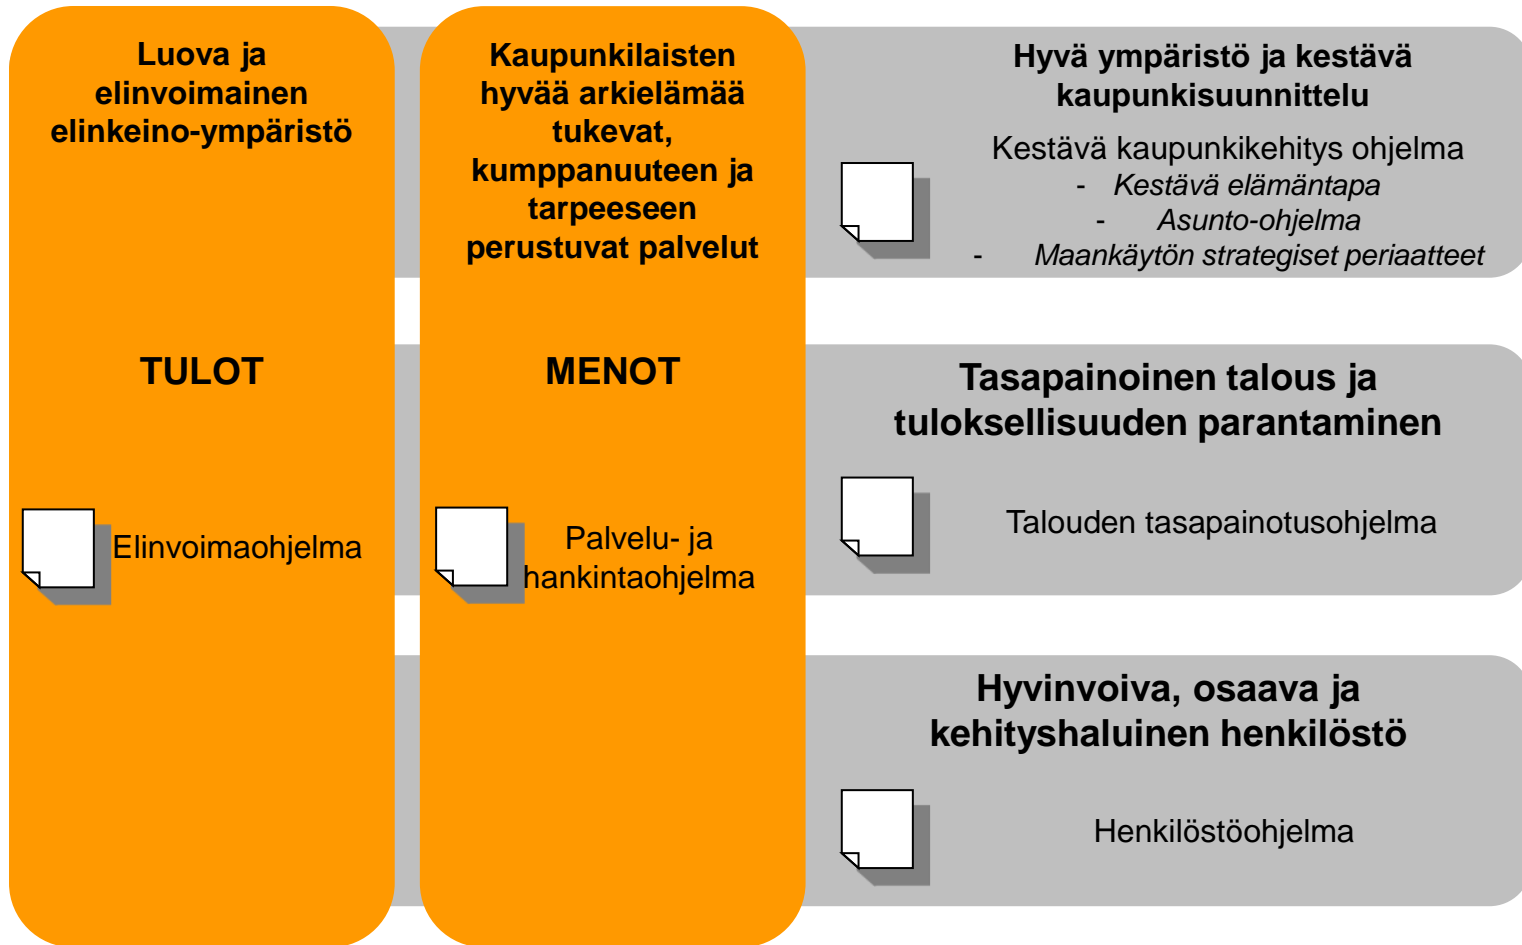 Luova ja
elinvoimainen
elinkeino-ympäristö
TULOT
Elinvoimaohjelma
Kaupunkilaisten
hyvää arkielämää
tukevat,
kumppanuuteen ja
tarpeeseen
perustuvat palvelut
MENOT
Palvelu- ja
hankintaohjelma
Hyvä ympäristö ja kestävä
kaupunkisuunnittelu
Kestävä kaupunkikehitys ohjelma
- Kestävä elämäntapa
- Asunto-ohjelma
- Maankäytön strategiset periaatteet
Tasapainoinen talous ja
tuloksellisuuden parantaminen
Talouden tasapainotusohjelma
Hyvinvoiva, osaava ja
kehityshaluinen henkilöstö
Henkilöstöohjelma